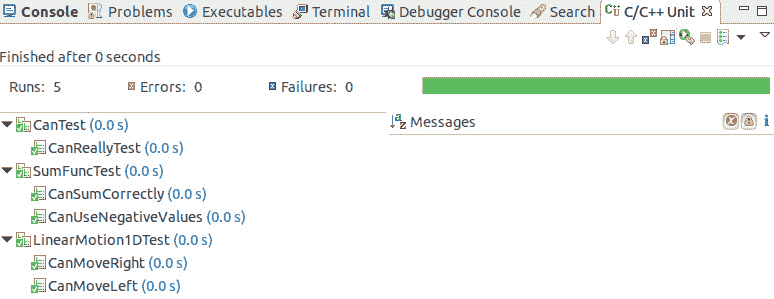 Console Problems Executables Terminal Debugger Console Search C/C++ Unit
Finished after 0 seconds
Runs: 5 Errors: 0 Failures: 0
CanTest (0.0 s)
CanReallyTest (0.0 s)
SumFuncTest (0.0 s)
CanSumCorrectly (0.0 s)
CanUseNegativeValues (0.0 s)
LinearMotion1DTest (0.0 s)
CanMoveRight (0.0 s)
CanMoveLeft (0.0 s)
Messages